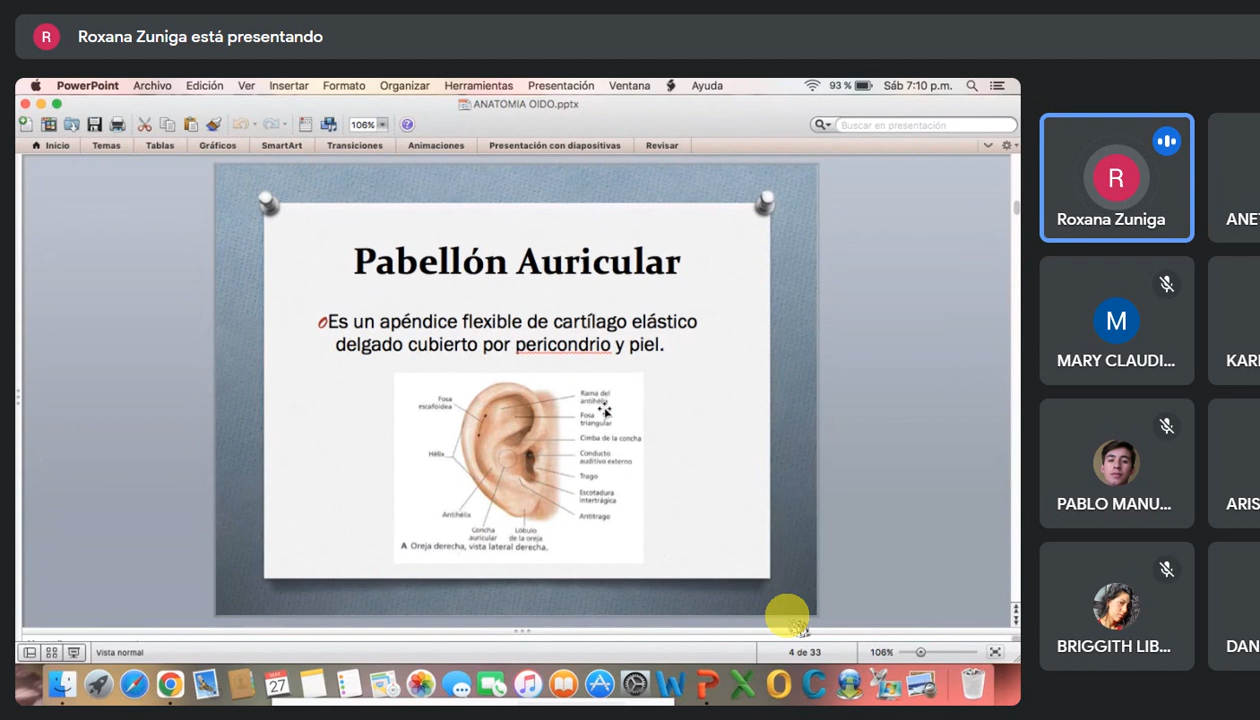 R Roxana Zuniga está presentando
PowerPoint Archivo Edición Ver Insertar Formato Organizar Herramientas Presentación Ventana Ayuda 93 % Sáb 7:10 p.m.
ANATOMIA OIDO.pptx
106% Buscar en presentación
Inicio Temas Tablas Gráficos SmartArt Transiciones Animaciones Presentación con diapositivas Revisar
Pabellón Auricular
Es un apéndice flexible de cartílago elástico
delgado cubierto por pericondrio y piel.
Fosa
escafoidea
Hélix
Antihélix
Concha
auricular
Lóbulo
de la oreja
Rama del
antihélix
Fosa
triangular
Cimba de la concha
Conducto
auditivo externo
Trago
Escotadura
intertrágica
Antitrago
A Oreja derecha, vista lateral derecha.
Vista normal 4 de 33 106%
27
R
Roxana Zuniga
ANE
M
MARY CLAUDI...
KARI
PABLO MANU...
ARIS
BRIGGITH LIB...
DAN